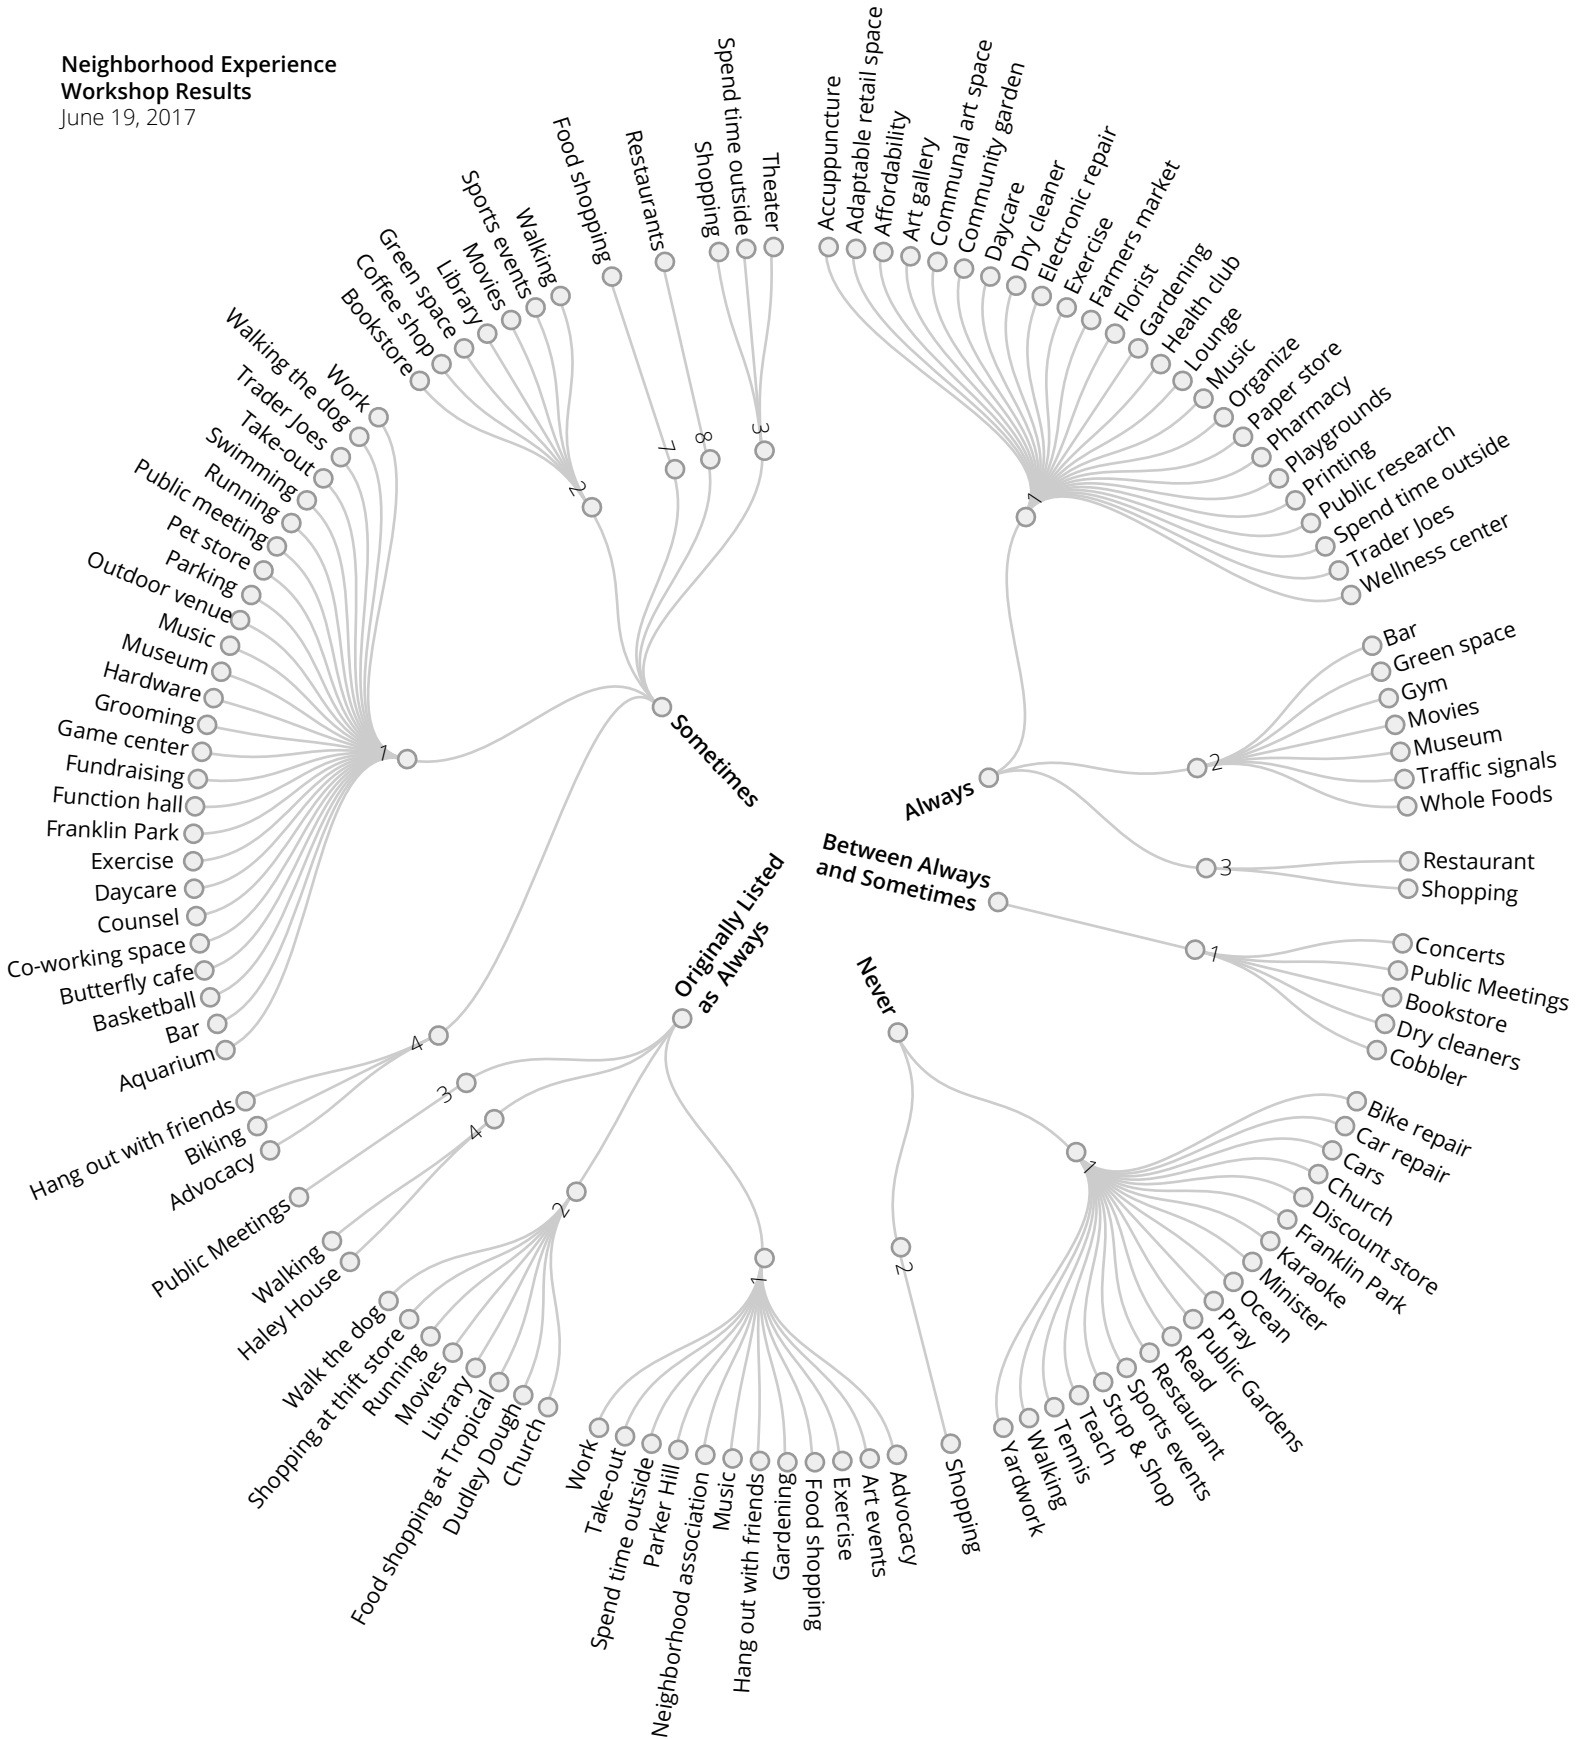 Neighborhood Experience
Workshop Results
June 19, 2017
Always
1
Accuppuncture
Adaptable retail space
Affordability
Art gallery
Communal art space
Community garden
Daycare
Dry cleaner
Electronic repair
Exercise
Farmers market
Florist
Gardening
Health club
Lounge
Music
Organize
Paper store
Pharmacy
Playgrounds
Printing
Public research
Spend time outside
Trader Joes
Wellness center
2
Bar
Green space
Gym
Movies
Museum
Traffic signals
Whole Foods
3
Restaurant
Shopping
Between Always
and Sometimes
1
Concerts
Public Meetings
Bookstore
Dry cleaners
Cobbler
Never
1
Bike repair
Car repair
Cars
Church
Discount store
Franklin Park
Karaoke
Minister
Ocean
Pray
Public Gardens
Read
Restaurant
Sports events
Stop & Shop
Teach
Tennis
Walking
Yardwork
2
Shopping
Originally Listed
as Always
1
Advocacy
Art events
Exercise
Food shopping
Gardening
Hang out with friends
Music
Neighborhood association
Parker Hill
Spend time outside
Take-out
Work
2
Church
Dudley Dough
Food shopping at Tropical
Library
Movies
Running
Shopping at thift store
Walk the dog
4
Haley House
Walking
3
Public Meetings
Sometimes
4
Advocacy
Biking
Hang out with friends
1
Aquarium
Bar
Basketball
Butterfly cafe
Co-working space
Counsel
Daycare
Exercise
Franklin Park
Function hall
Fundraising
Game center
Grooming
Hardware
Museum
Music
Outdoor venue
Parking
Pet store
Public meeting
Running
Swimming
Take-out
Trader Joes
Walking the dog
Work
2
Bookstore
Coffee shop
Green space
Library
Movies
Sports events
Walking
7
Food shopping
8
Restaurants
3
Shopping
Spend time outside
Theater